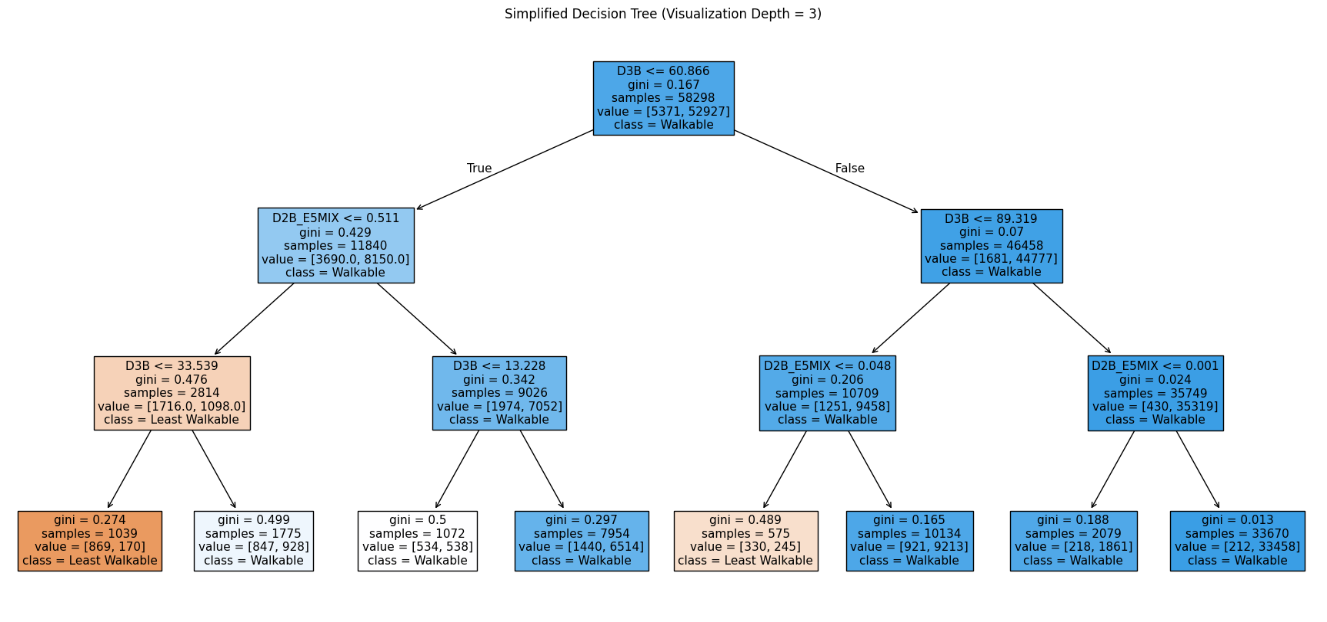 Simplified Decision Tree (Visualization Depth = 3)
D3B <= 60.866
gini = 0.167
samples = 58298
value = [5371, 52927]
class = Walkable
True
False
D2B_E5MIX <= 0.511
gini = 0.429
samples = 11840
value = [3690.0, 8150.0]
class = Walkable
D3B <= 89.319
gini = 0.07
samples = 46458
value = [1681, 44777]
class = Walkable
D3B <= 33.539
gini = 0.476
samples = 2814
value = [1716.0, 1098.0]
class = Least Walkable
D3B <= 13.228
gini = 0.342
samples = 9026
value = [1974, 7052]
class = Walkable
D2B_E5MIX <= 0.048
gini = 0.206
samples = 10709
value = [1251, 9458]
class = Walkable
D2B_E5MIX <= 0.001
gini = 0.024
samples = 35749
value = [430, 35319]
class = Walkable
gini = 0.274
samples = 1039
value = [869, 170]
class = Least Walkable
gini = 0.499
samples = 1775
value = [847, 928]
class = Walkable
gini = 0.5
samples = 1072
value = [534, 538]
class = Walkable
gini = 0.297
samples = 7954
value = [1440, 6514]
class = Walkable
gini = 0.489
samples = 575
value = [330, 245]
class = Least Walkable
gini = 0.165
samples = 10134
value = [921, 9213]
class = Walkable
gini = 0.188
samples = 2079
value = [218, 1861]
class = Walkable
gini = 0.013
samples = 33670
value = [212, 33458]
class = Walkable